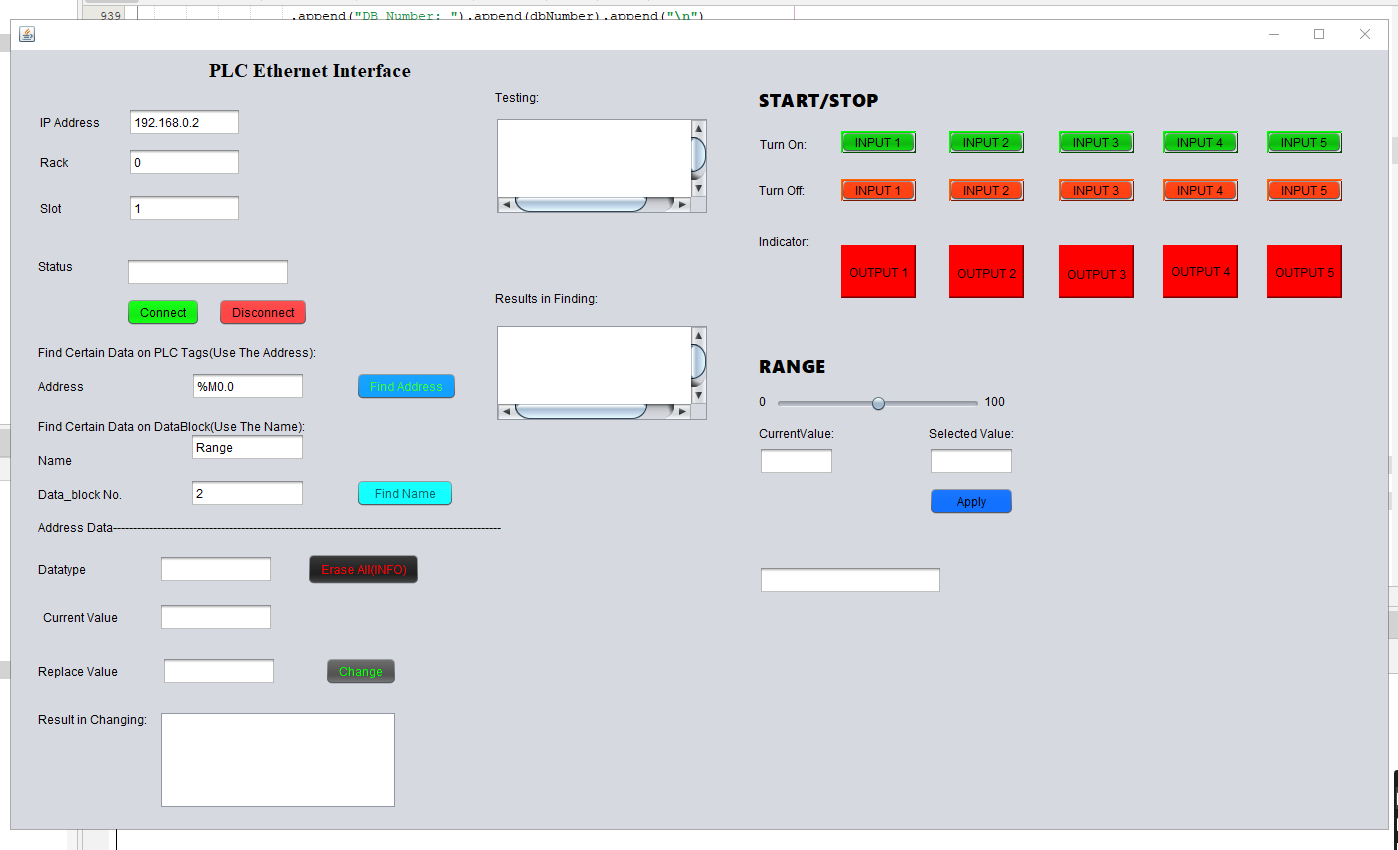 939 .append("DB Number: ").append(dbNumber).append("\n")
PLC Ethernet Interface
IP Address 192.168.0.2
Rack 0
Slot 1
Status
Connect Disconnect
Find Certain Data on PLC Tags(Use The Address):
Address %M0.0 Find Address
Find Certain Data on DataBlock(Use The Name):
Name Range
Data_block No. 2 Find Name
Address Data-------------------------------------------------------------------------------------------------
Datatype Erase All(INFO)
Current Value
Replace Value Change
Result in Changing:
Testing:
Results in Finding:
START/STOP
Turn On: INPUT 1 INPUT 2 INPUT 3 INPUT 4 INPUT 5
Turn Off: INPUT 1 INPUT 2 INPUT 3 INPUT 4 INPUT 5
Indicator:
OUTPUT 1 OUTPUT 2 OUTPUT 3 OUTPUT 4 OUTPUT 5
RANGE
0 100
CurrentValue: Selected Value:
Apply